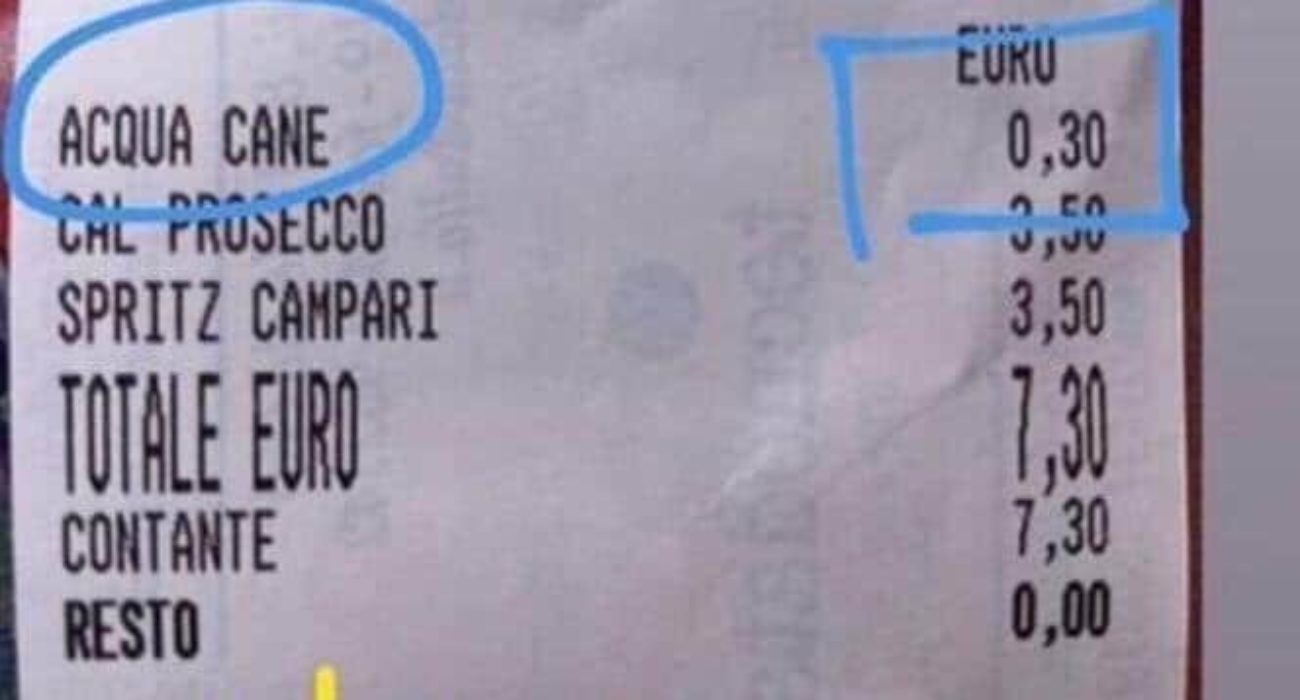 EURO
ACQUA CANE 0,30
CAL PROSECCO 3,50
SPRITZ CAMPARI 3,50
TOTALE EURO 7,30
CONTANTE 7,30
RESTO 0,00